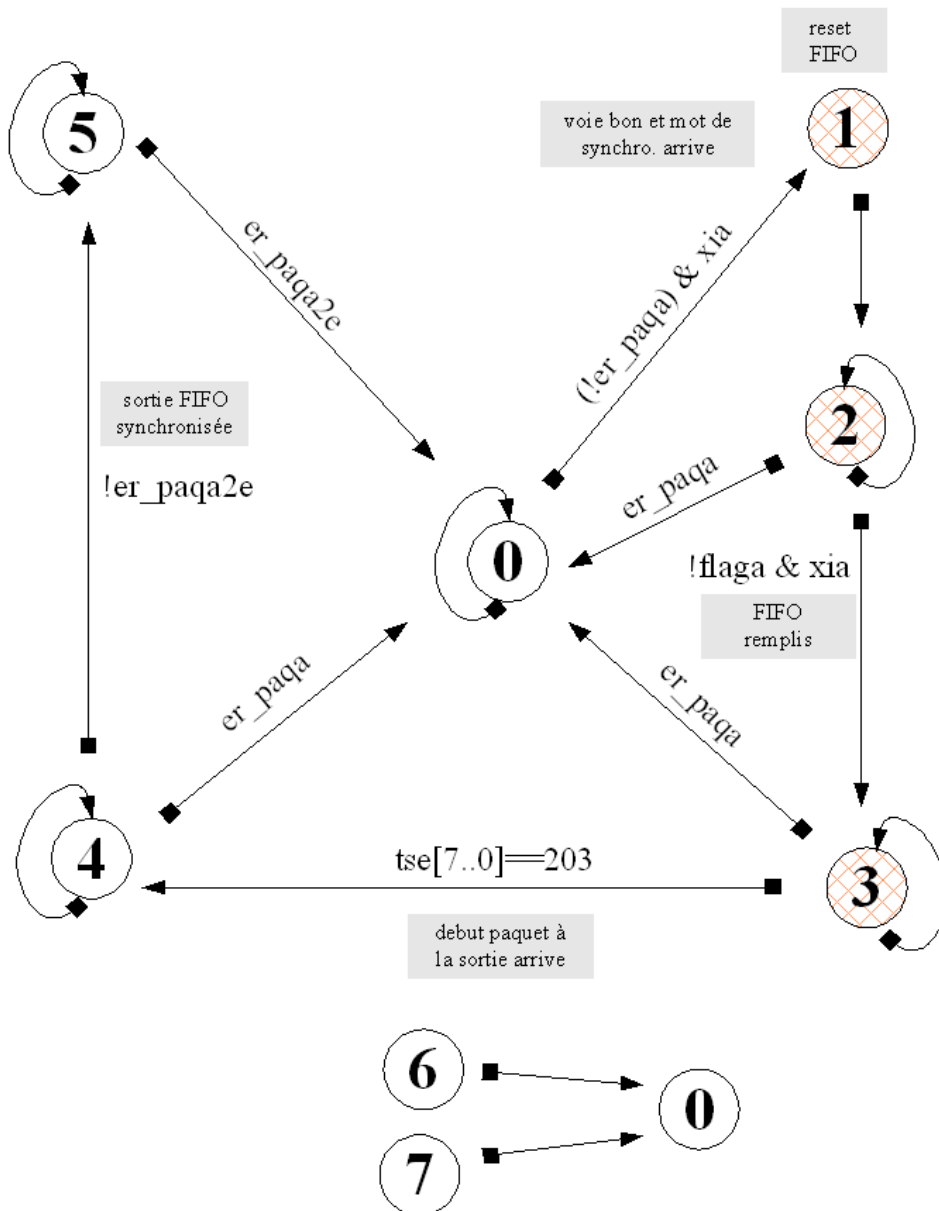 reset
FIFO
5
voie bon et mot de
synchro. arrive
1
er_paqa2e
(!er_paqa) & xia
sortie FIFO
synchronisée
!er_paqa2e
2
er_paqa
0
!flaga & xia
FIFO
remplis
er_paqa
er_paqa
4
tse[7..0]==203
3
debut paquet à
la sortie arrive
6
0
7